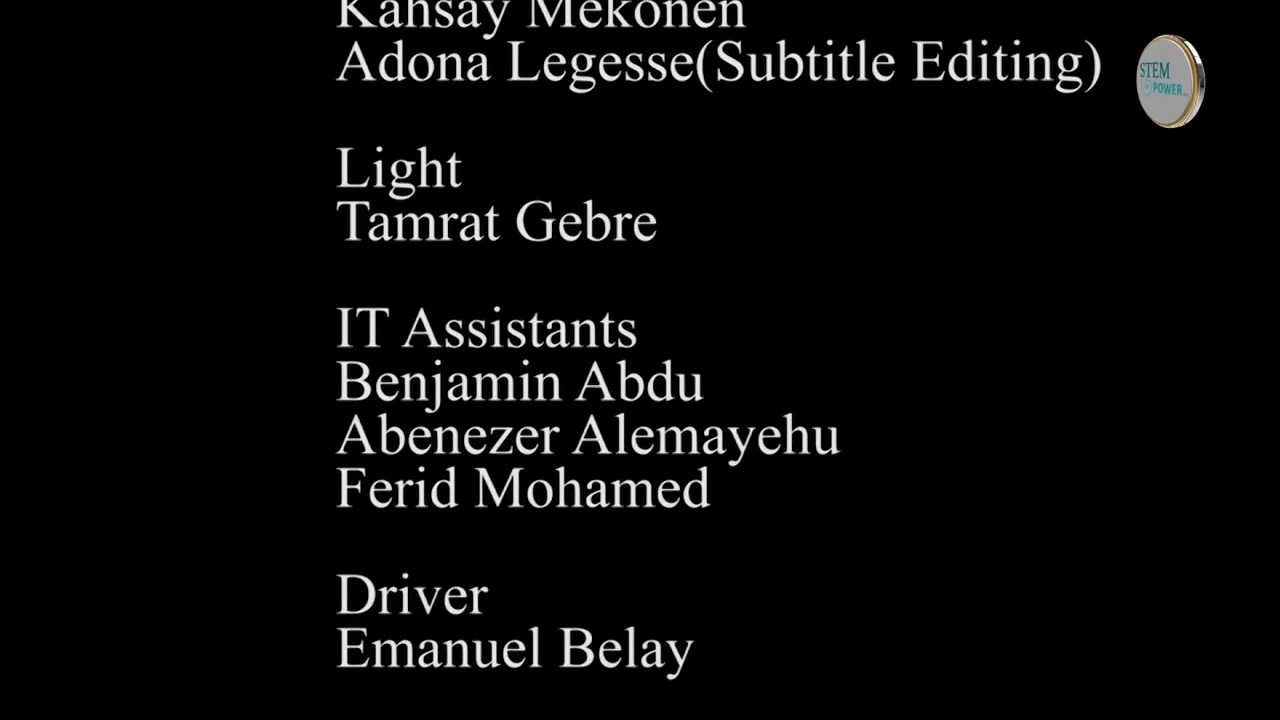 Kahsay Mekonen
Adona Legesse(Subtitle Editing)
STEM
POWER
Light
Tamrat Gebre
IT Assistants
Benjamin Abdu
Abenezer Alemayehu
Ferid Mohamed
Driver
Emanuel Belay